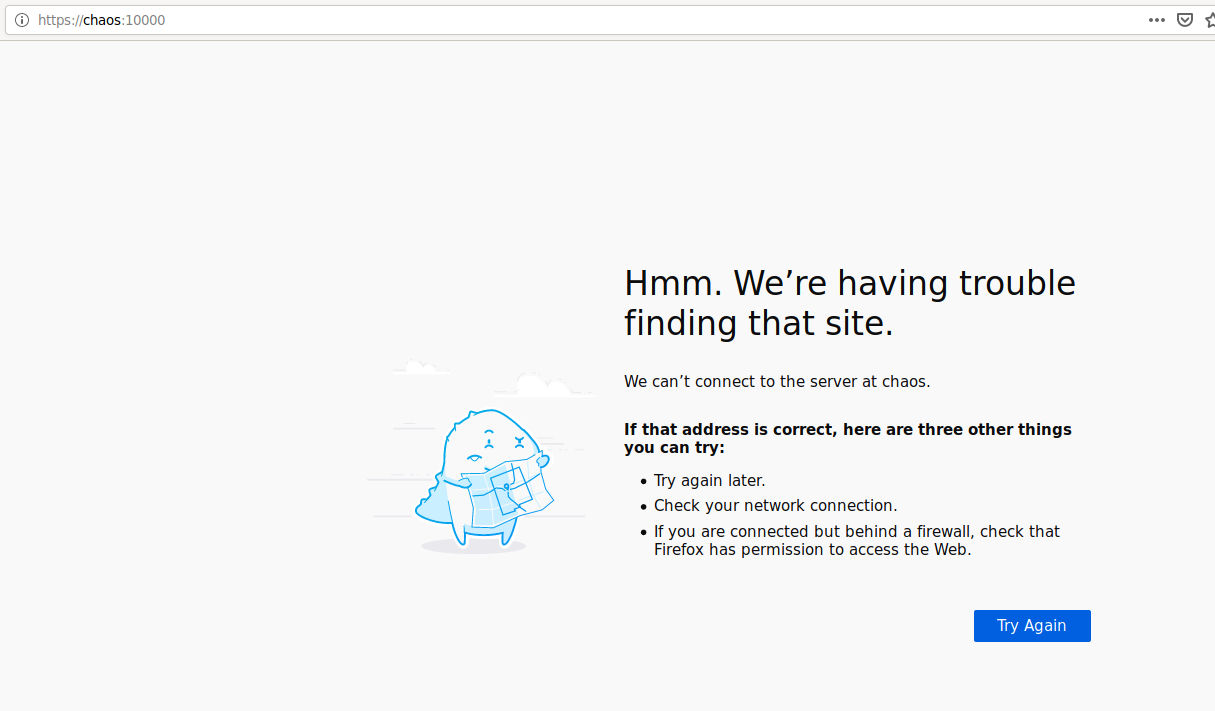 https://chaos:10000
Hmm. We’re having trouble
finding that site.
We can’t connect to the server at chaos.
If that address is correct, here are three other things
you can try:
• Try again later.
• Check your network connection.
• If you are connected but behind a firewall, check that
Firefox has permission to access the Web.
Try Again